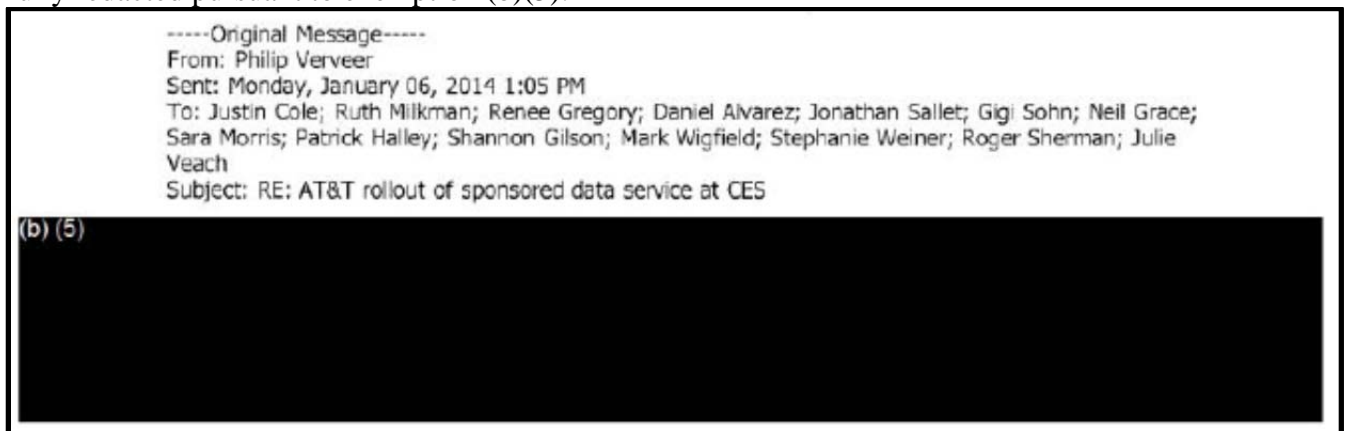 -----Original Message-----
From: Philip Verveer
Sent: Monday, January 06, 2014 1:05 PM
To: Justin Cole; Ruth Milkman; Renee Gregory; Daniel Alvarez; Jonathan Sallet; Gigi Sohn; Neil Grace;
Sara Morris; Patrick Halley; Shannon Gilson; Mark Wigfield; Stephanie Weiner; Roger Sherman; Julie
Veach
Subject: RE: AT&T rollout of sponsored data service at CES
(b) (5)